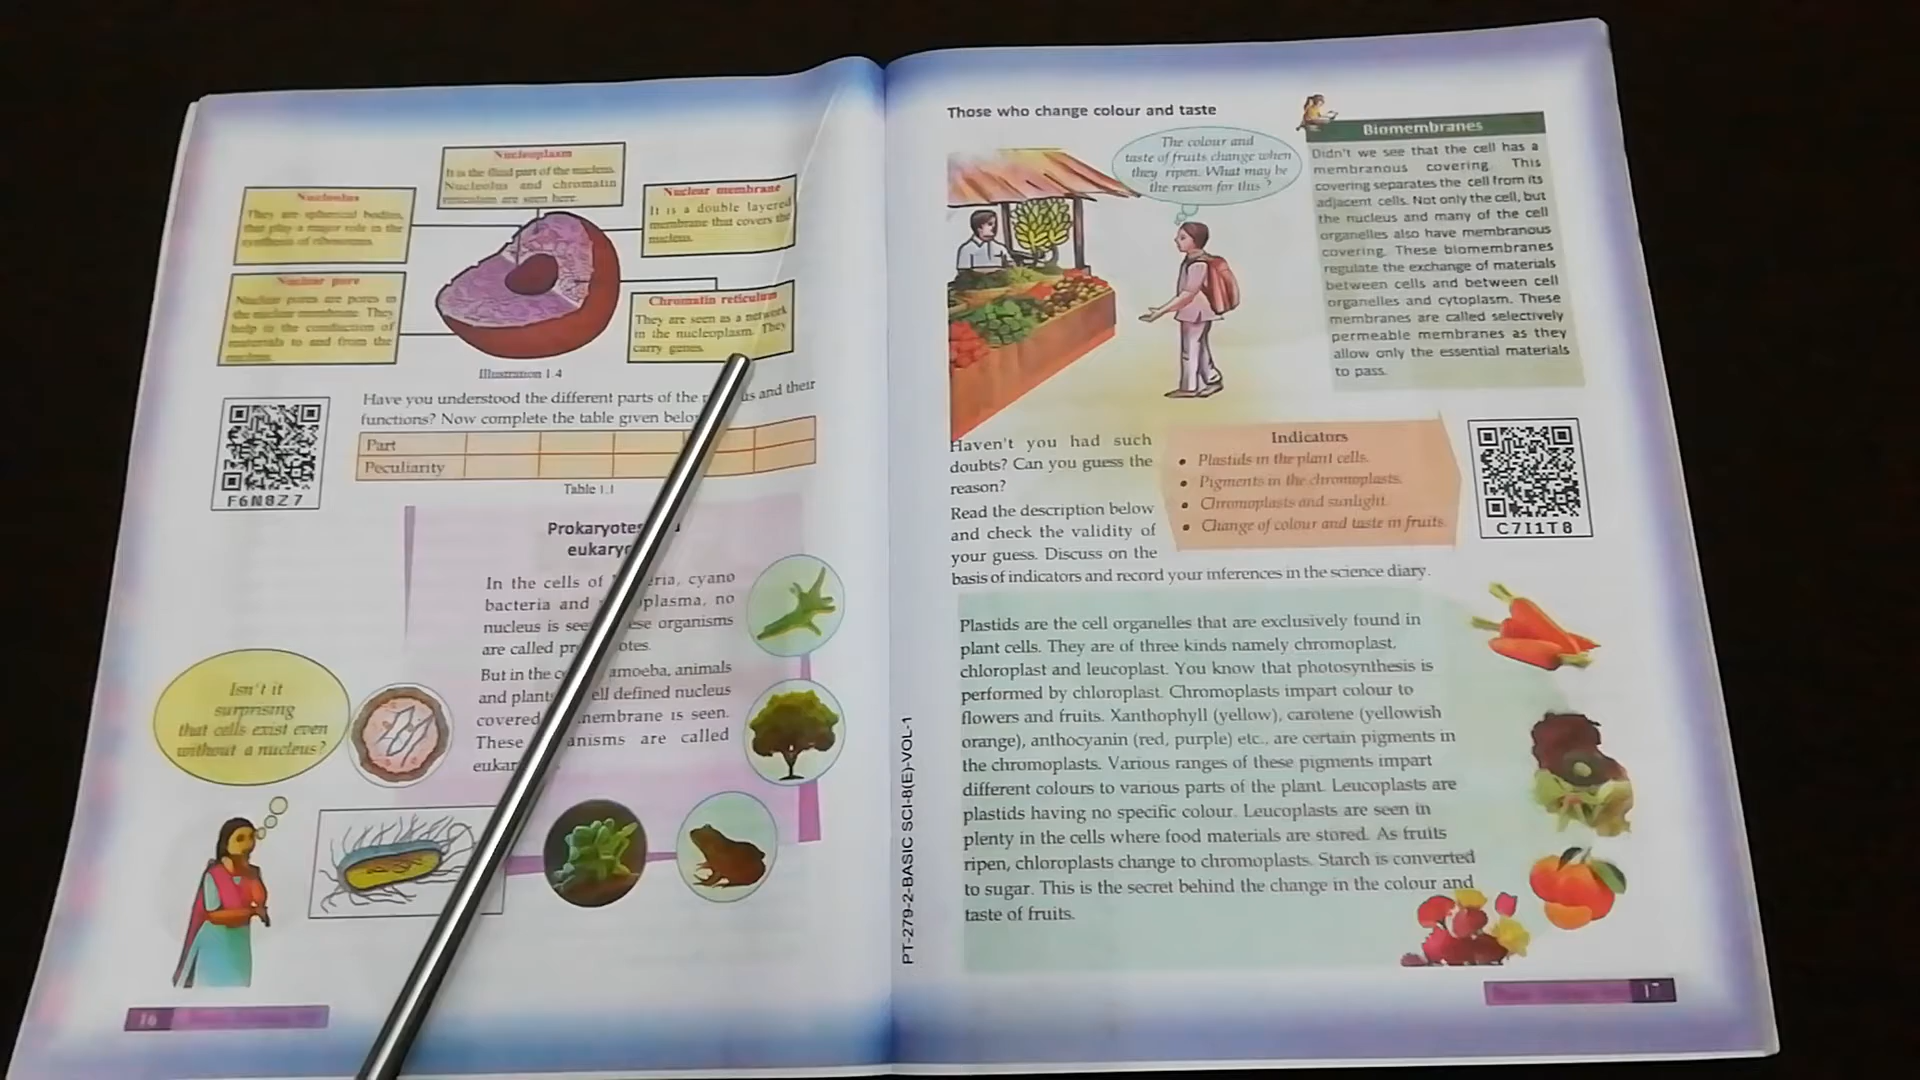 Nucleoplasm
It is the fluid part of the nucleus.
Nucleolus and chromatin
reticulum are seen here.
Nucleolus
They are spherical bodies,
that play a major role in the
synthesis of ribosomes.
Nuclear membrane
It is a double layered
membrane that covers the
nucleus.
Nuclear pore
Nuclear pores are pores in
the nuclear membrane. They
help in the conduction of
materials to and from the
nucleus.
Chromatin reticulum
They are seen as a network
in the nucleoplasm. They
carry genes.
Illustration 1.4
Have you understood the different parts of the us and their
functions? Now complete the table given below
Part
Peculiarity
Table 1.1
F6N8Z7
Prokaryotes
eukaryo
In the cells of eria, cyano
bacteria and plasma, no
nucleus is see ese organisms
are called pr otes.
But in the c amoeba, animals
and plants ell defined nucleus
covered membrane is seen.
These anisms are called
eukar
Isn't it
surprising
that cells exist even
without a nucleus?
16
Those who change colour and taste
The colour and
taste of fruits change when
they ripen. What may be
the reason for this?
Biomembranes
Didn't we see that the cell has a
membranous covering. This
covering separates the cell from its
adjacent cells. Not only the cell, but
the nucleus and many of the cell
organelles also have membranous
covering. These biomembranes
regulate the exchange of materials
between cells and between cell
organelles and cytoplasm. These
membranes are called selectively
permeable membranes as they
allow only the essential materials
to pass.
Haven't you had such
doubts? Can you guess the
reason?
Read the description below
and check the validity of
your guess. Discuss on the
basis of indicators and record your inferences in the science diary.
Indicators
• Plastids in the plant cells.
• Pigments in the chromoplasts.
• Chromoplasts and sunlight.
• Change of colour and taste in fruits.
C7I1T8
Plastids are the cell organelles that are exclusively found in
plant cells. They are of three kinds namely chromoplast,
chloroplast and leucoplast. You know that photosynthesis is
performed by chloroplast. Chromoplasts impart colour to
flowers and fruits. Xanthophyll (yellow), carotene (yellowish
orange), anthocyanin (red, purple) etc., are certain pigments in
the chromoplasts. Various ranges of these pigments impart
different colours to various parts of the plant. Leucoplasts are
plastids having no specific colour. Leucoplasts are seen in
plenty in the cells where food materials are stored. As fruits
ripen, chloroplasts change to chromoplasts. Starch is converted
to sugar. This is the secret behind the change in the colour and
taste of fruits.
PT-279-2-BASIC SCI-8(E)-VOL-1
17